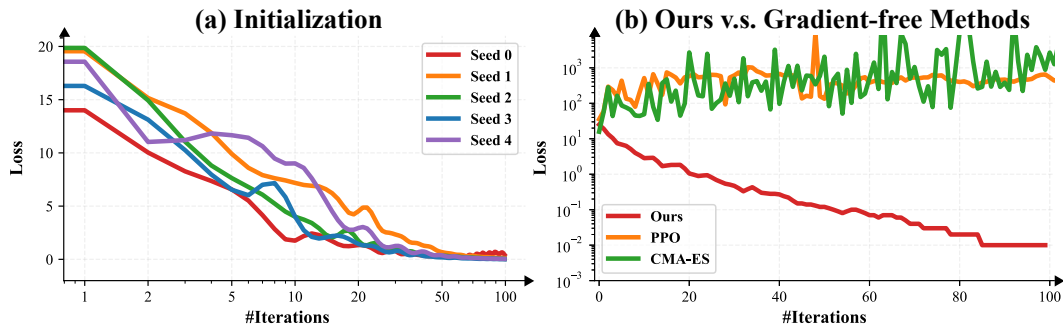 (a) Initialization
20
15
10
5
0
Loss
1
2
5
10
20
50
100
#Iterations
Seed 0
Seed 1
Seed 2
Seed 3
Seed 4
(b) Ours v.s. Gradient-free Methods
10³
10²
10¹
10⁰
10⁻¹
10⁻²
10⁻³
Loss
0
20
40
60
80
100
#Iterations
Ours
PPO
CMA-ES